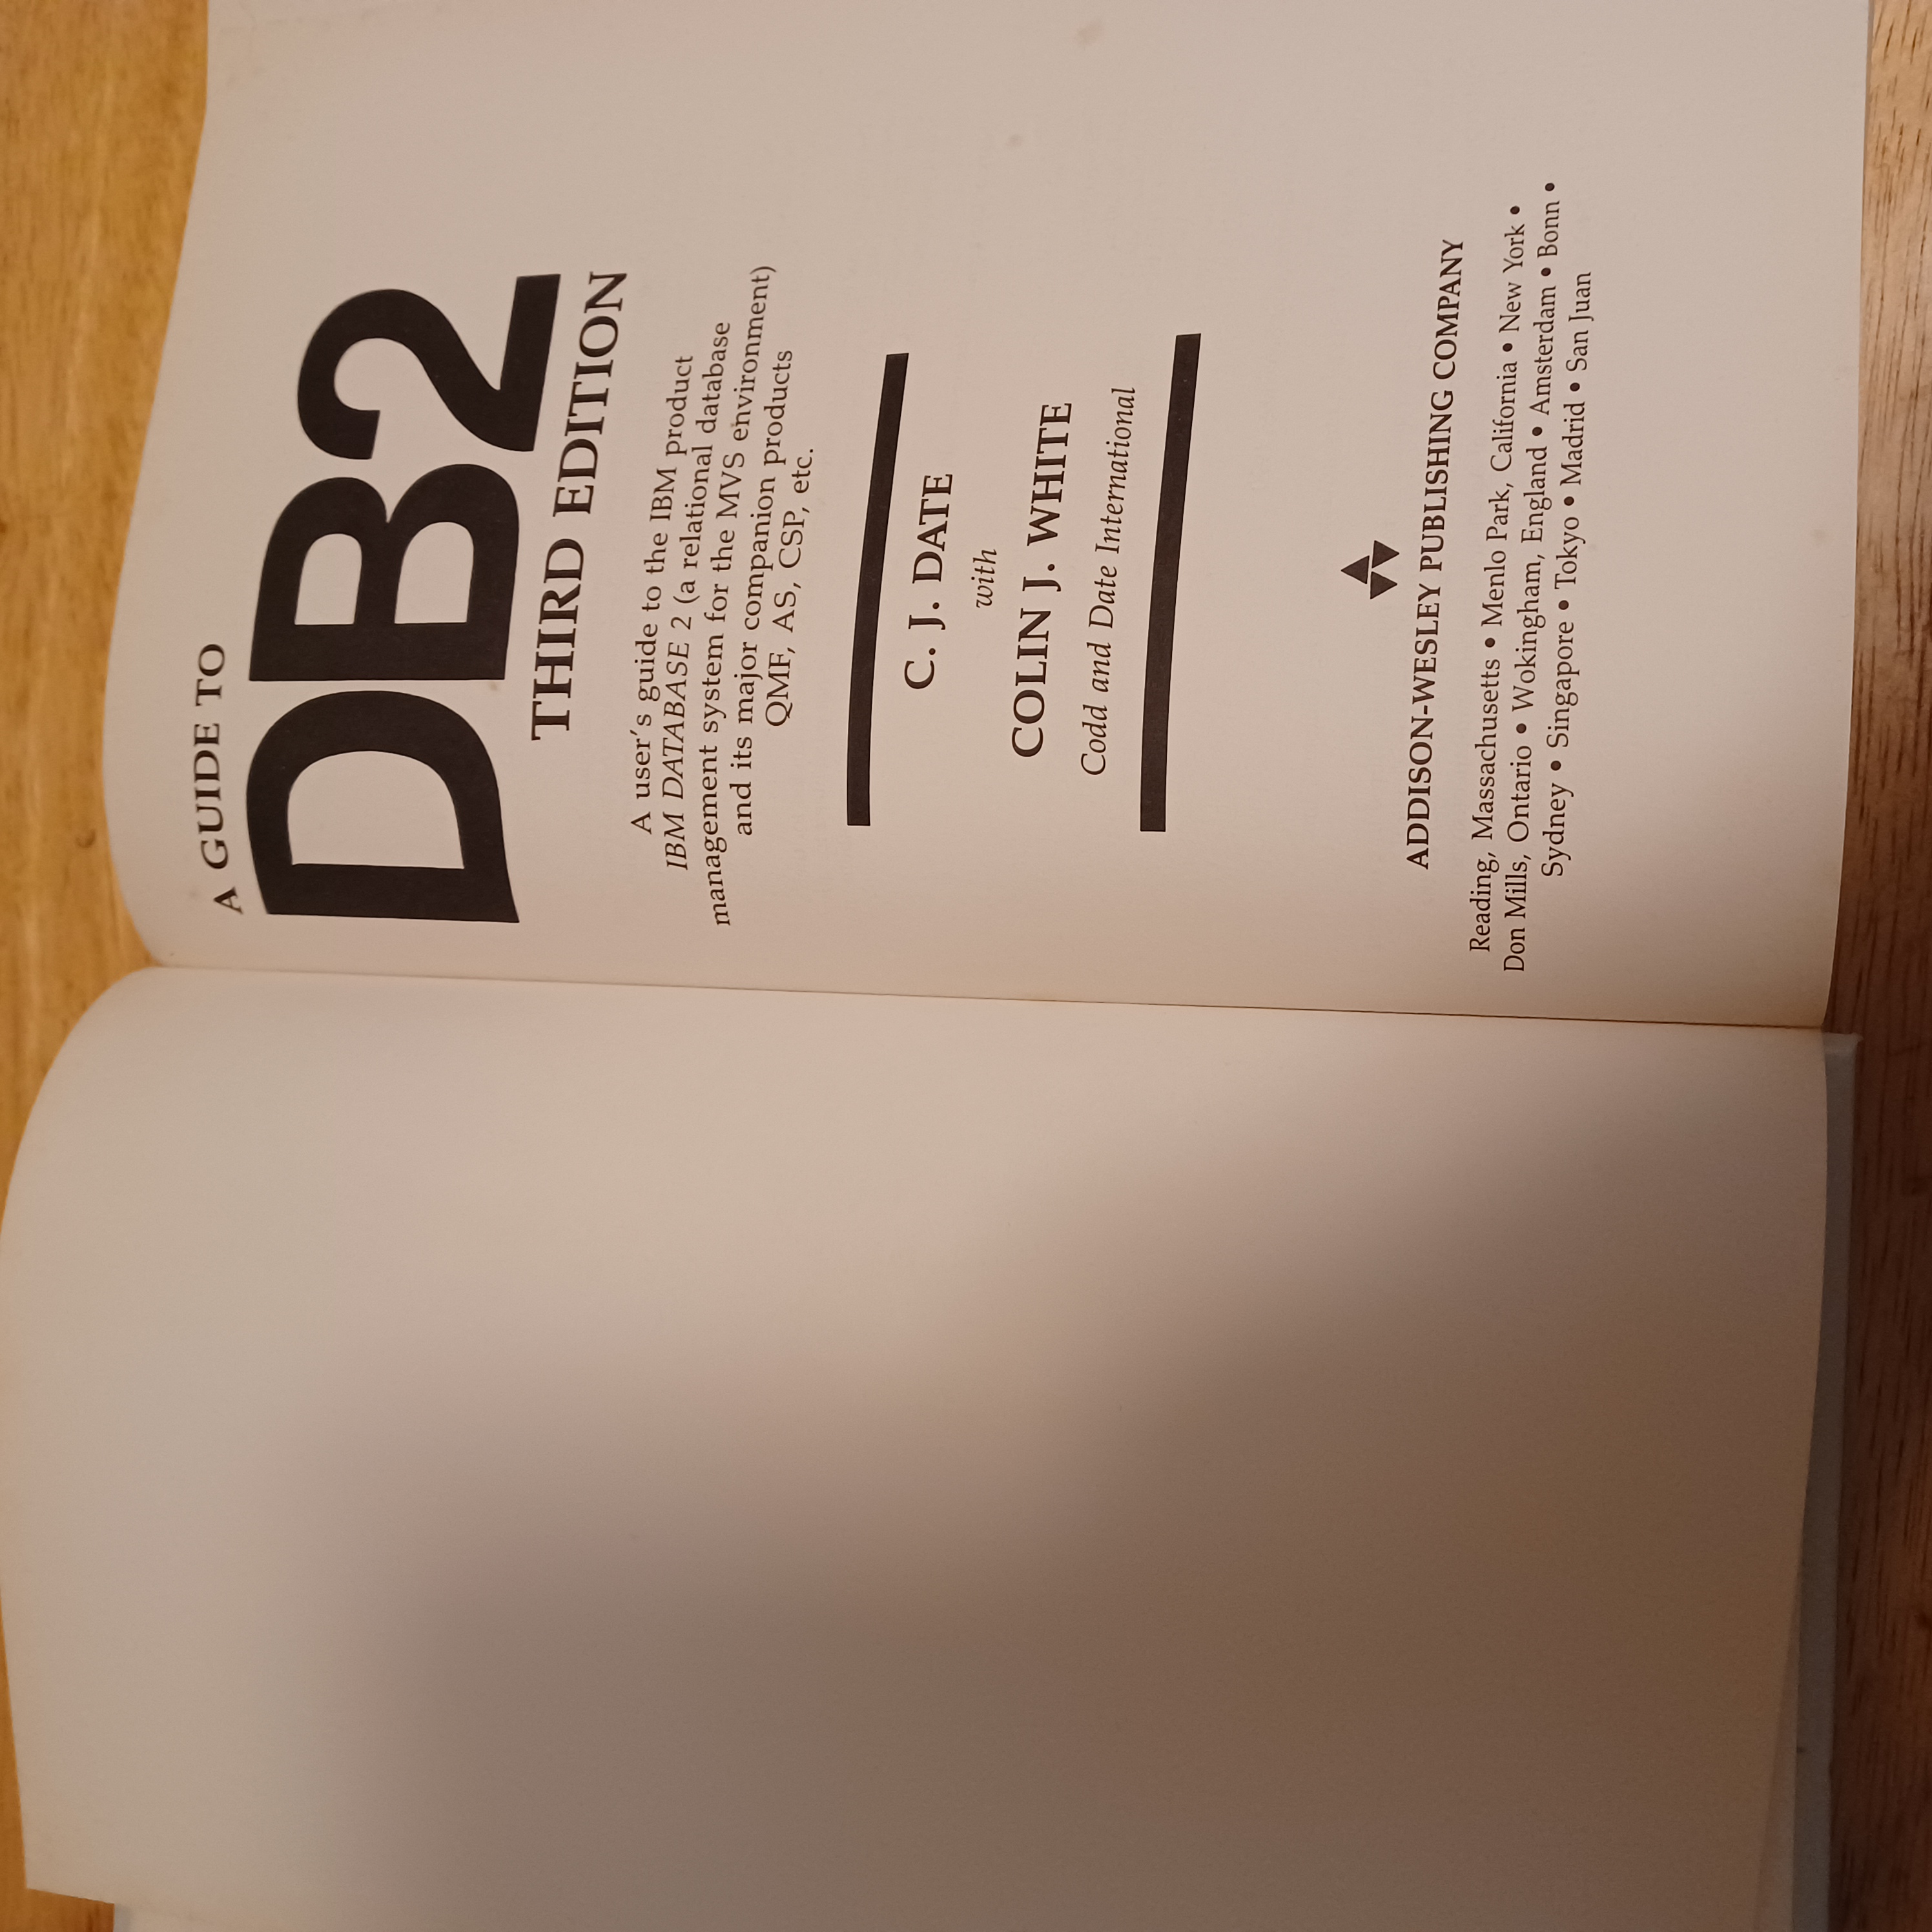 A GUIDE TO
DB2
THIRD EDITION
A user's guide to the IBM product
IBM DATABASE 2 (a relational database
management system for the MVS environment)
and its major companion products
QMF, AS, CSP, etc.
C. J. DATE
with
COLIN J. WHITE
Codd and Date International
ADDISON-WESLEY PUBLISHING COMPANY
Reading, Massachusetts • Menlo Park, California • New York •
Don Mills, Ontario • Wokingham, England • Amsterdam • Bonn •
Sydney • Singapore • Tokyo • Madrid • San Juan